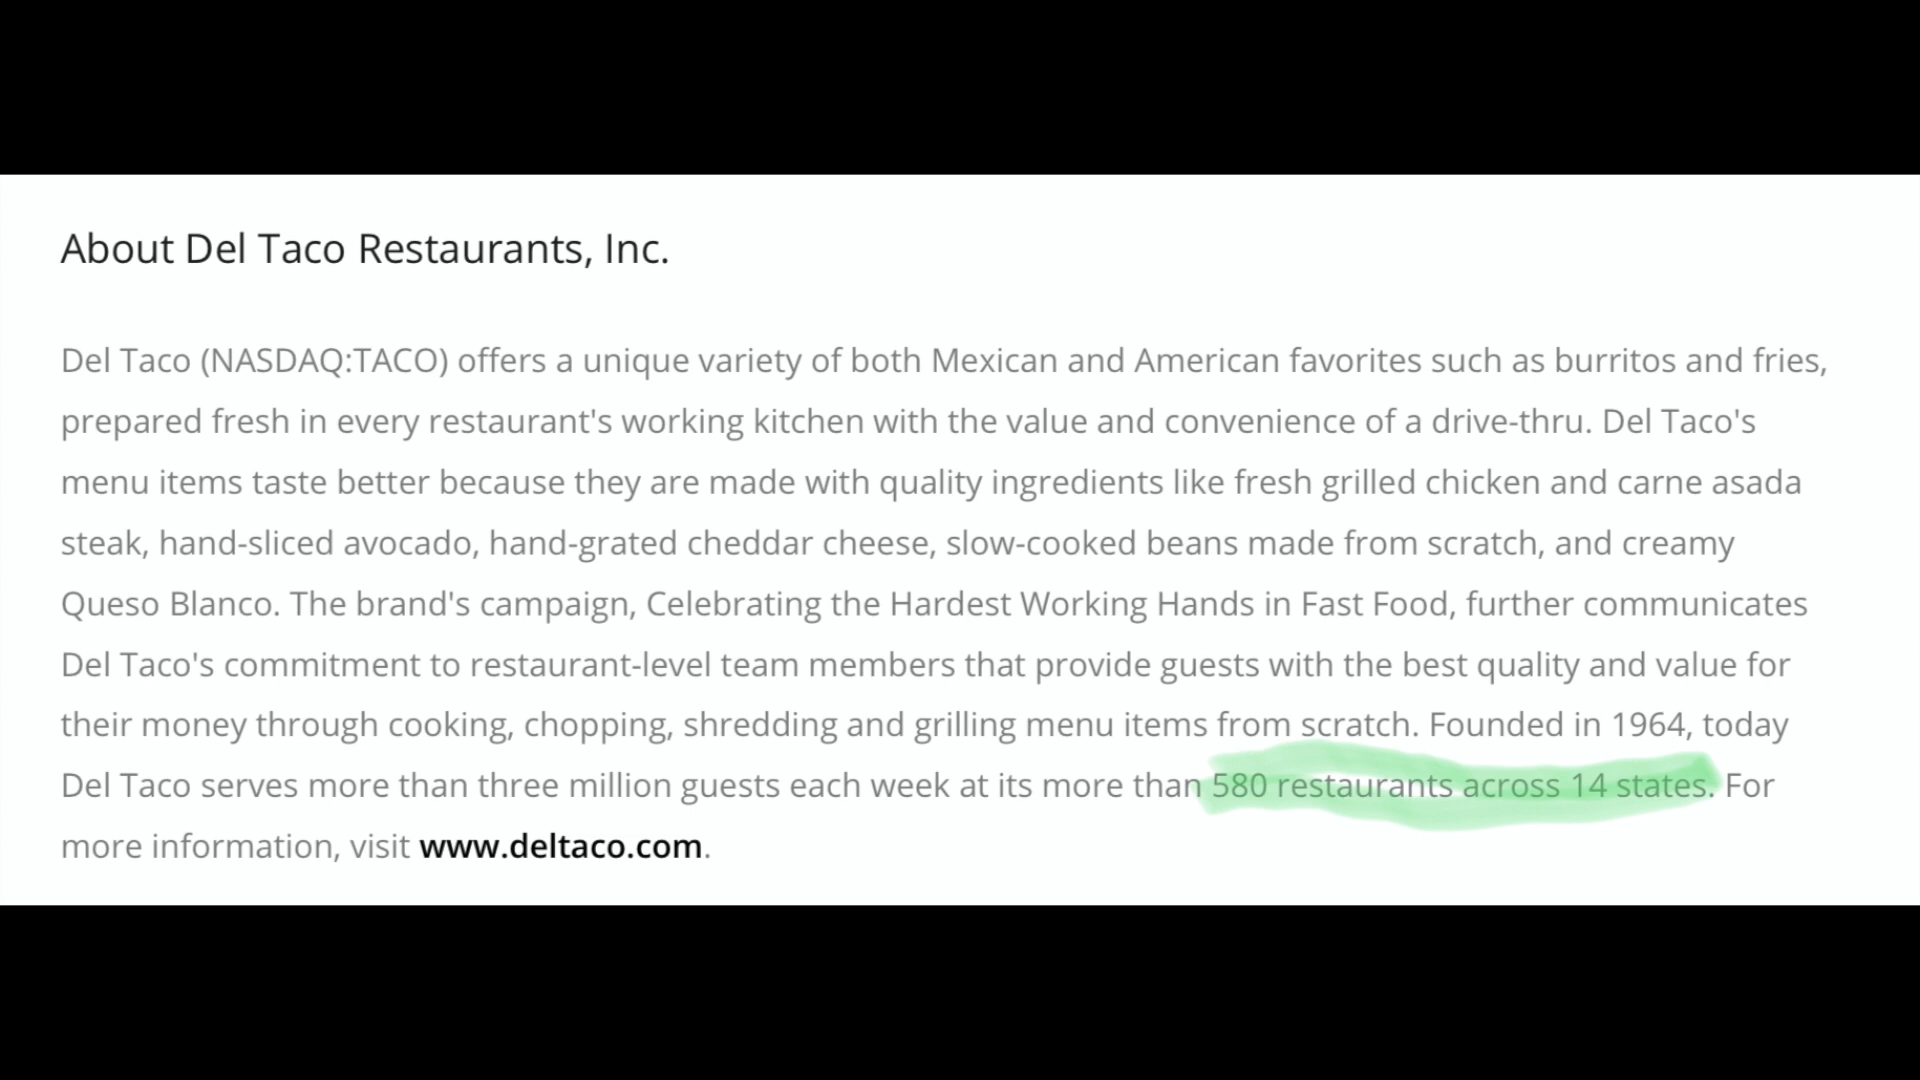 About Del Taco Restaurants, Inc.
Del Taco (NASDAQ:TACO) offers a unique variety of both Mexican and American favorites such as burritos and fries,
prepared fresh in every restaurant's working kitchen with the value and convenience of a drive-thru. Del Taco's
menu items taste better because they are made with quality ingredients like fresh grilled chicken and carne asada
steak, hand-sliced avocado, hand-grated cheddar cheese, slow-cooked beans made from scratch, and creamy
Queso Blanco. The brand's campaign, Celebrating the Hardest Working Hands in Fast Food, further communicates
Del Taco's commitment to restaurant-level team members that provide guests with the best quality and value for
their money through cooking, chopping, shredding and grilling menu items from scratch. Founded in 1964, today
Del Taco serves more than three million guests each week at its more than 580 restaurants across 14 states. For
more information, visit www.deltaco.com.